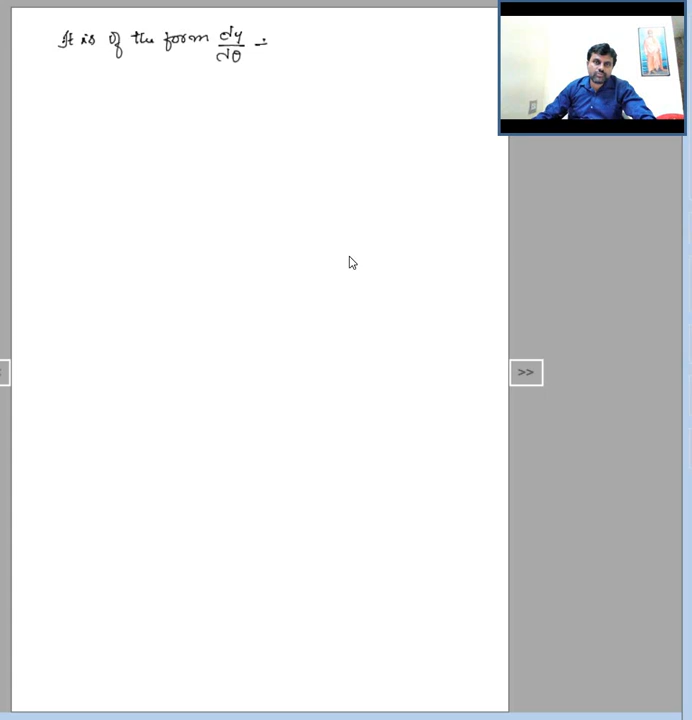 It is of the form dy/dθ =
>>